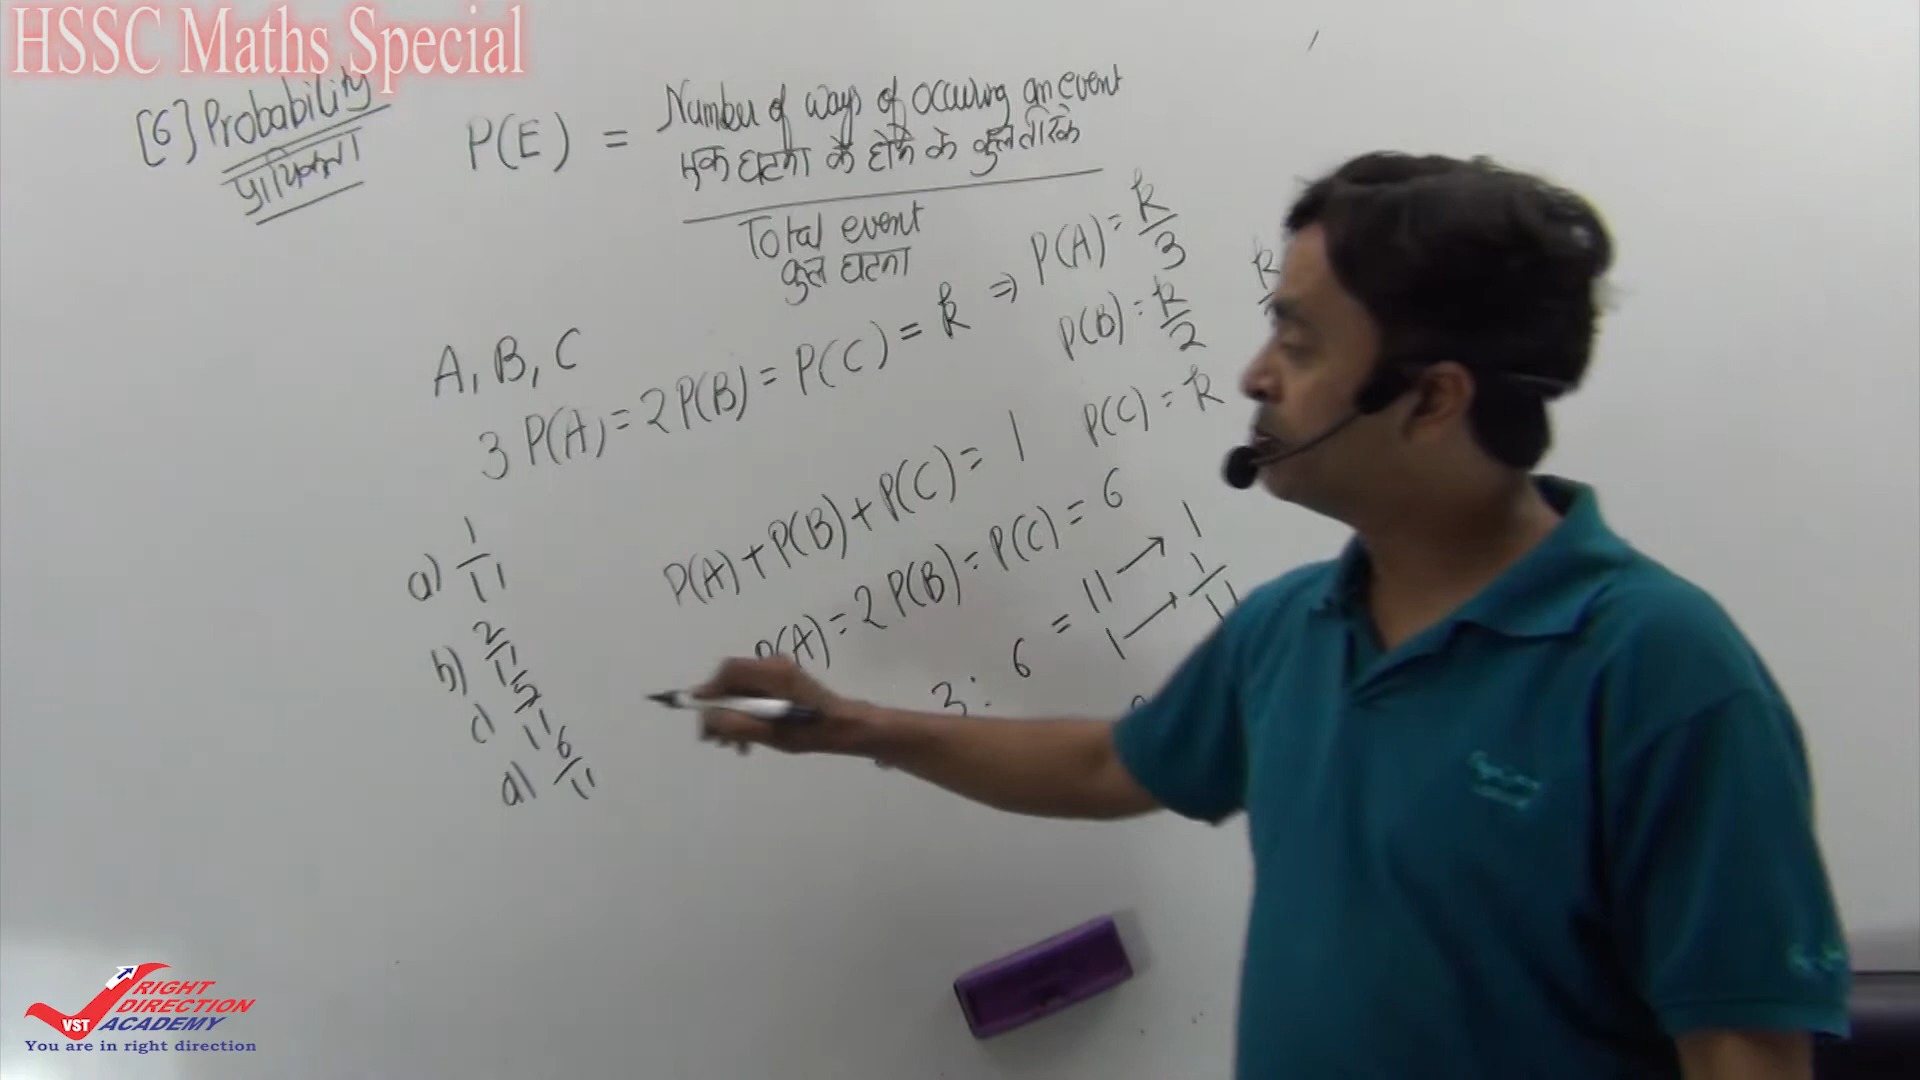 HSSC Maths Special
[6] Probability
प्रायिकता
P(E) = Number of ways of occuring an event
एक घटना के होने के कुल तरिके
Total event
कुल घटना
A, B, C
3 P(A) = 2 P(B) = P(C) = k ⇒ P(A) = k/3
P(B) = k/2
P(C) = k
P(A) + P(B) + P(C) = 1
P(A) = 2 P(B) = P(C) = 6
3 : 6 = 11 → 1
1 → 1/11
a) 1/11
b) 2/11
c) 5/11
d) 6/11
RIGHT
DIRECTION
VST ACADEMY
You are in right direction